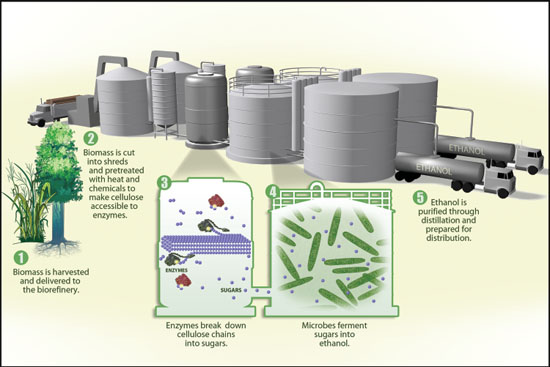 1
Biomass is harvested
and delivered to
the biorefinery.
2
Biomass is cut
into shreds and
pretreated with
heat and
chemicals to
make cellulose
accessible to
enzymes.
3
ENZYMES
SUGARS
Enzymes break down
cellulose chains
into sugars.
4
Microbes ferment
sugars into
ethanol.
5
Ethanol is
purified through
distillation and
prepared for
distribution.
ETHANOL
ETHANOL